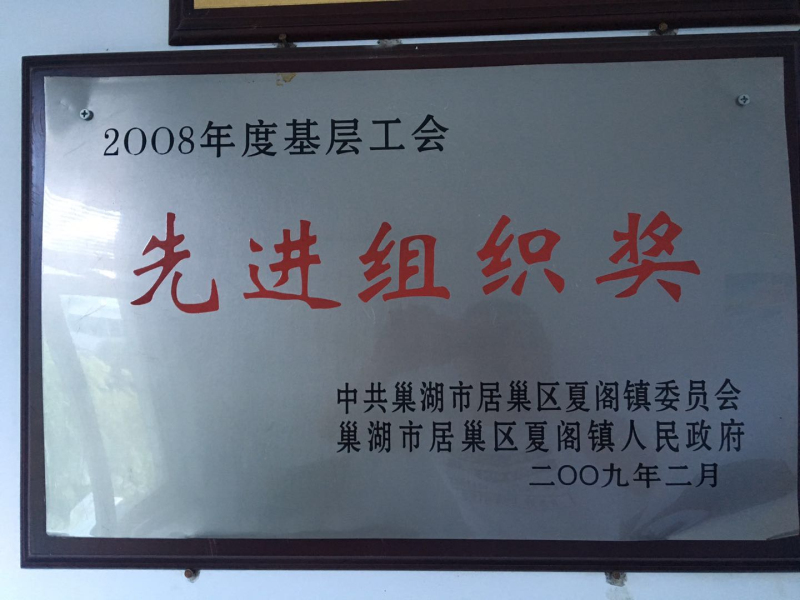 2008年度基层工会
先进组织奖
中共巢湖市居巢区夏阁镇委员会
巢湖市居巢区夏阁镇人民政府
二〇〇九年二月